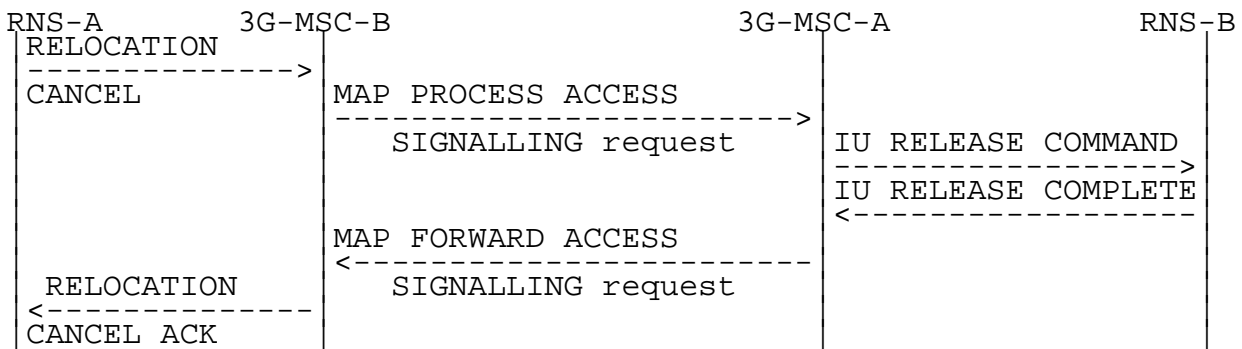 RNS-A 3G-MSC-B 3G-MSC-A RNS-B
RELOCATION
CANCEL MAP PROCESS ACCESS
SIGNALLING request IU RELEASE COMMAND
IU RELEASE COMPLETE
MAP FORWARD ACCESS
RELOCATION SIGNALLING request
CANCEL ACK